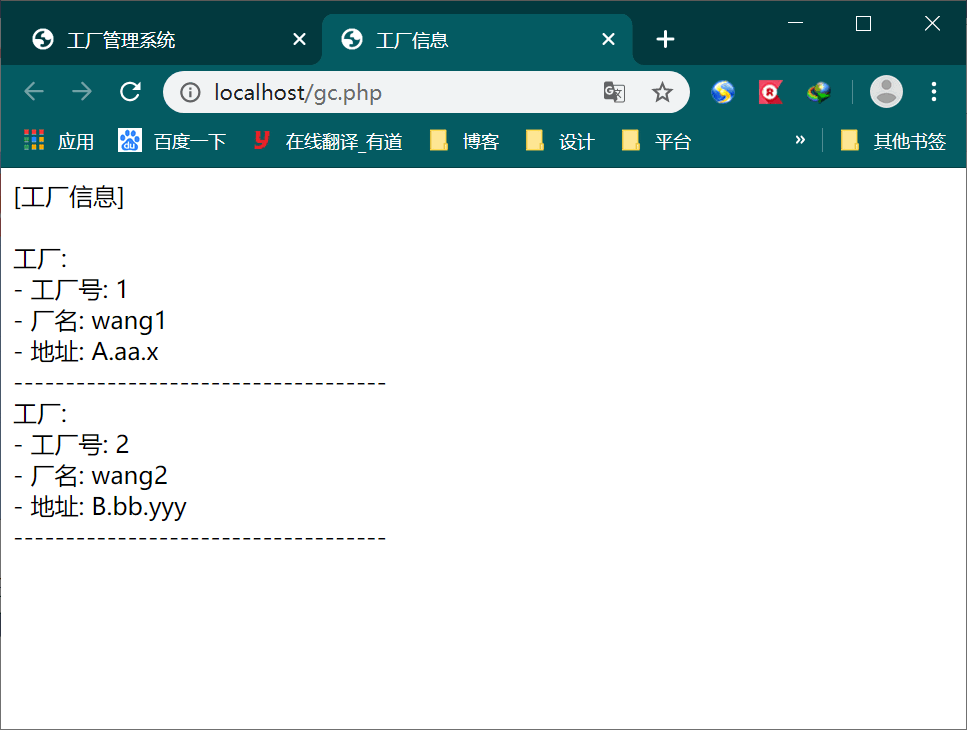 工厂管理系统
工厂信息
localhost/gc.php
应用 百度一下 在线翻译_有道 博客 设计 平台 » 其他书签
[工厂信息]
工厂:
- 工厂号: 1
- 厂名: wang1
- 地址: A.aa.x
------------------------------------
工厂:
- 工厂号: 2
- 厂名: wang2
- 地址: B.bb.yyy
------------------------------------